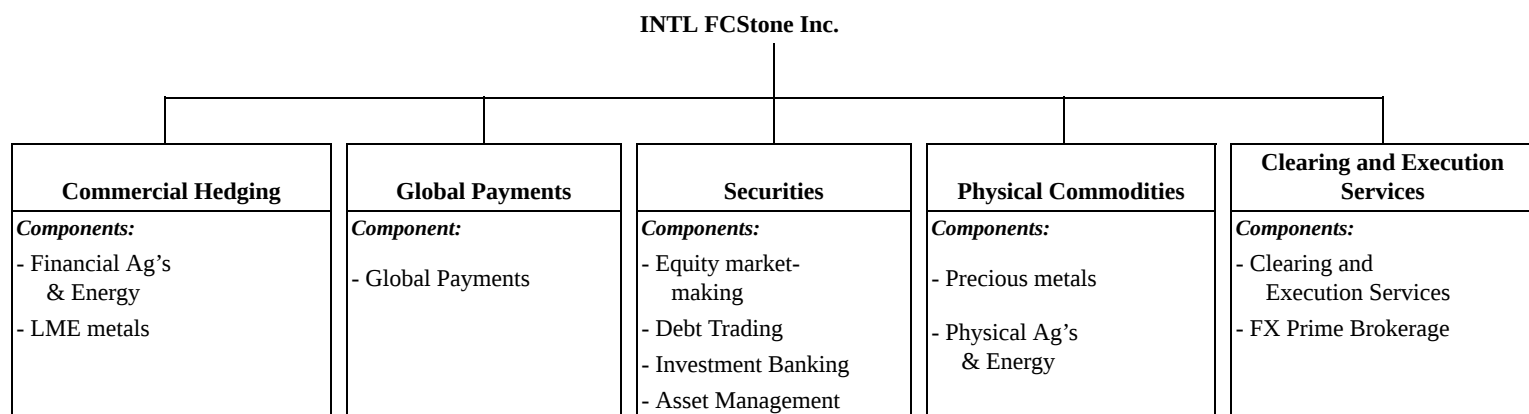 INTL FCStone Inc.
Commercial Hedging
Components:
- Financial Ag’s
& Energy
- LME metals
Global Payments
Component:
- Global Payments
Securities
Components:
- Equity market-
making
- Debt Trading
- Investment Banking
- Asset Management
Physical Commodities
Components:
- Precious metals
- Physical Ag’s
& Energy
Clearing and Execution
Services
Components:
- Clearing and
Execution Services
- FX Prime Brokerage